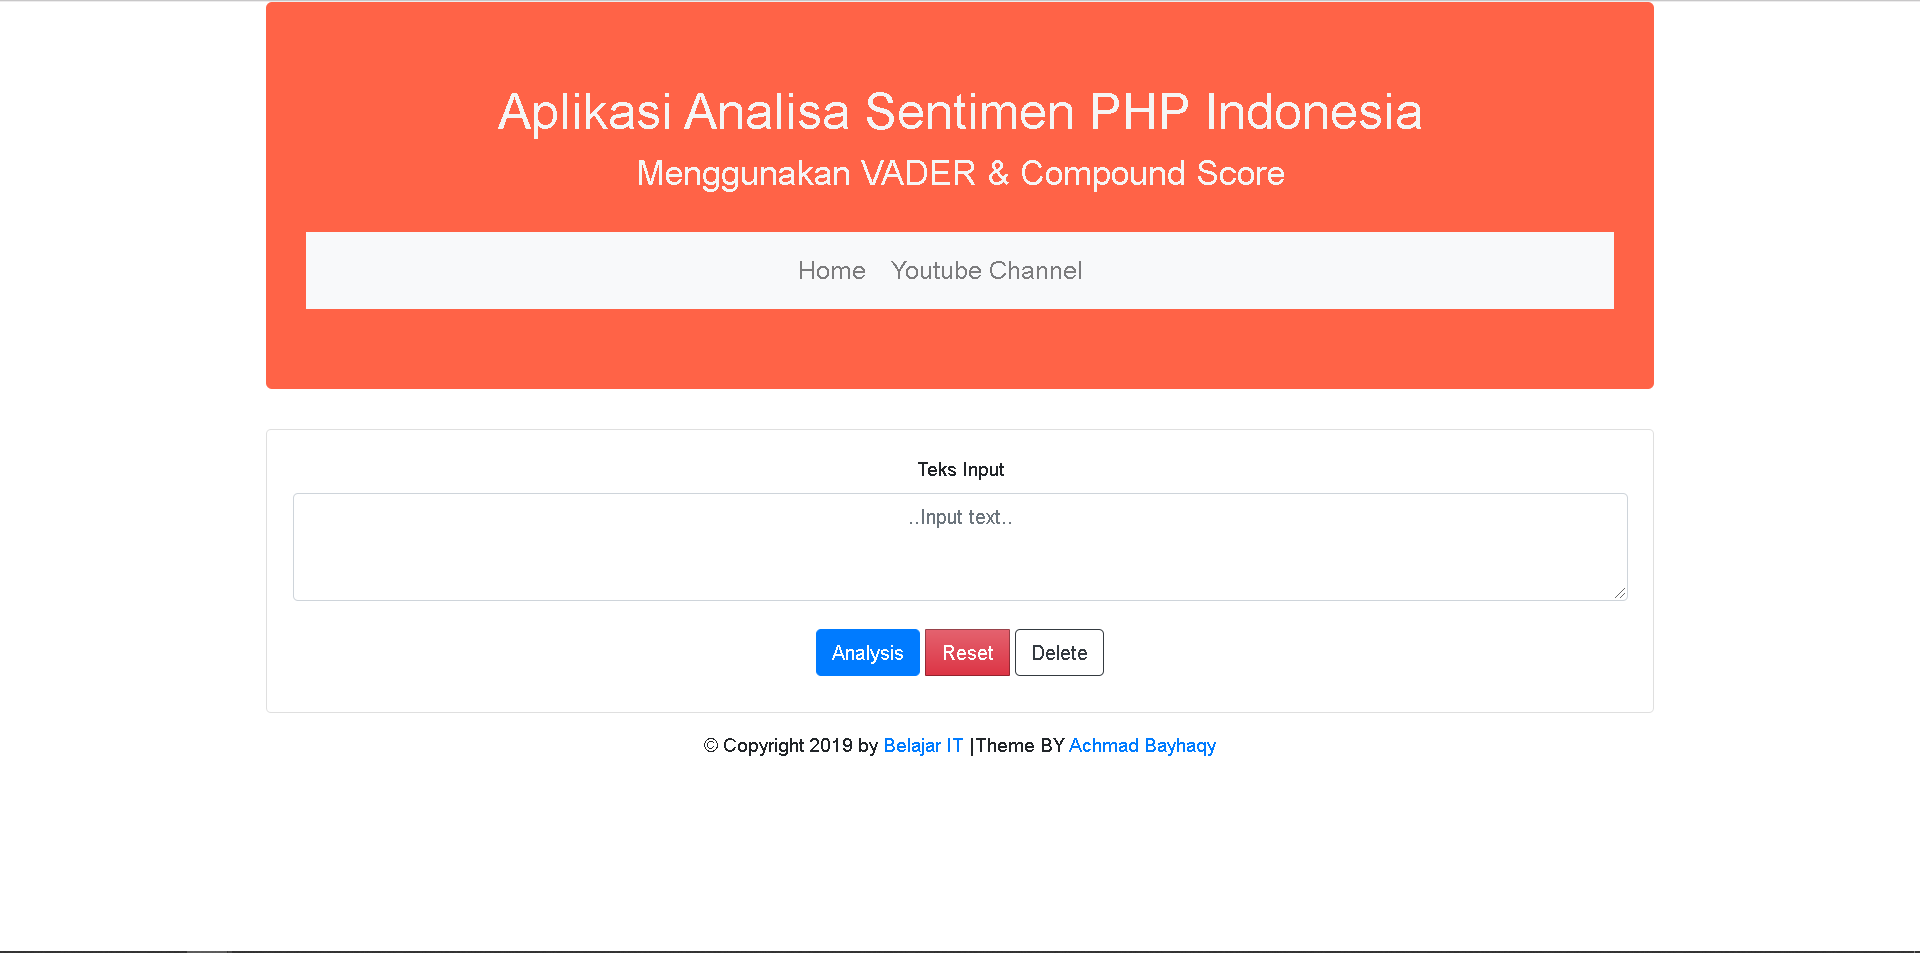 Aplikasi Analisa Sentimen PHP Indonesia
Menggunakan VADER & Compound Score
Home Youtube Channel
Teks Input
..Input text..
Analysis Reset Delete
© Copyright 2019 by Belajar IT |Theme BY Achmad Bayhaqy